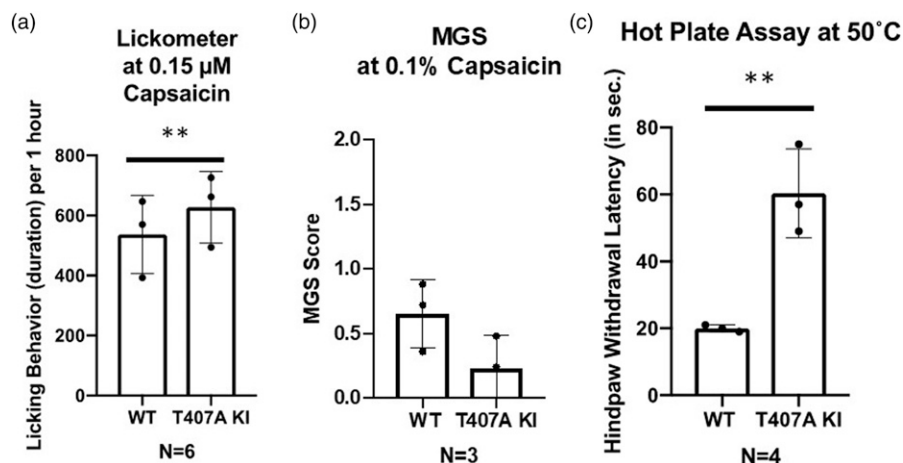 (a)
Lickometer
at 0.15 µM
Capsaicin
**
Licking Behavior (duration) per 1 hour
800
600
400
200
0
WT T407A KI
N=6
(b)
MGS
at 0.1% Capsaicin
MGS Score
2.0
1.5
1.0
0.5
0.0
WT T407A KI
N=3
(c)
Hot Plate Assay at 50˚C
**
Hindpaw Withdrawal Latency (in sec.)
80
60
40
20
0
WT T407A KI
N=4